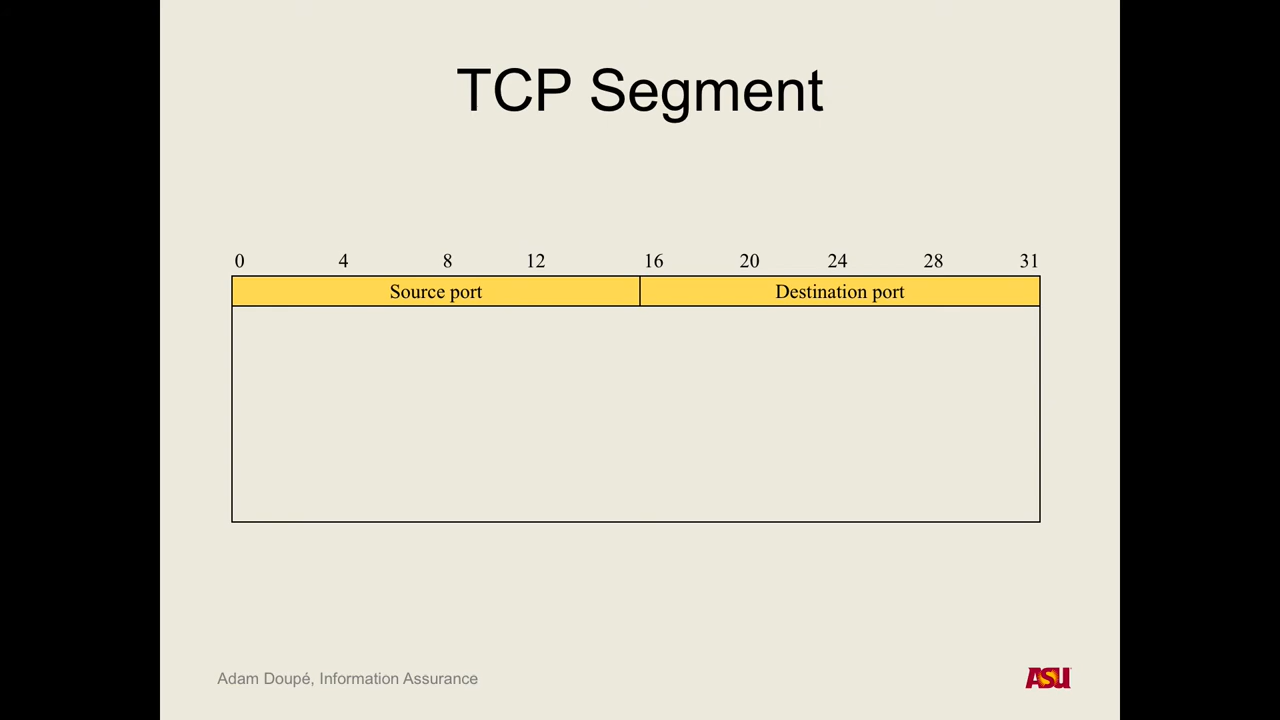 TCP Segment
0 4 8 12 16 20 24 28 31
Source port Destination port
Adam Doupé, Information Assurance
ASU